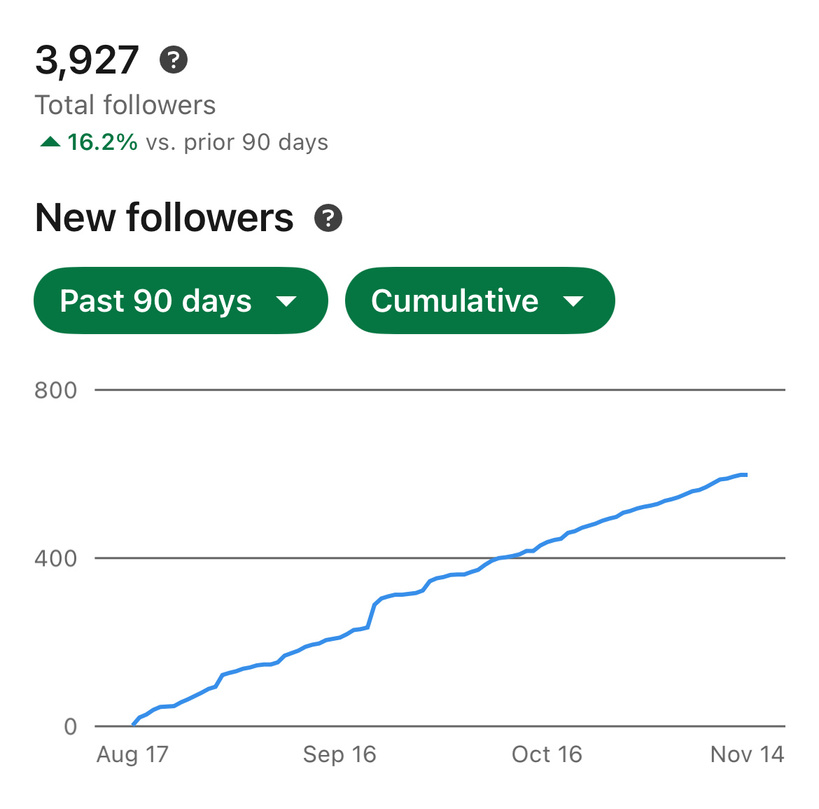 3,927 ?
Total followers
▲ 16.2% vs. prior 90 days
New followers ?
Past 90 days Cumulative
800
400
0
Aug 17 Sep 16 Oct 16 Nov 14